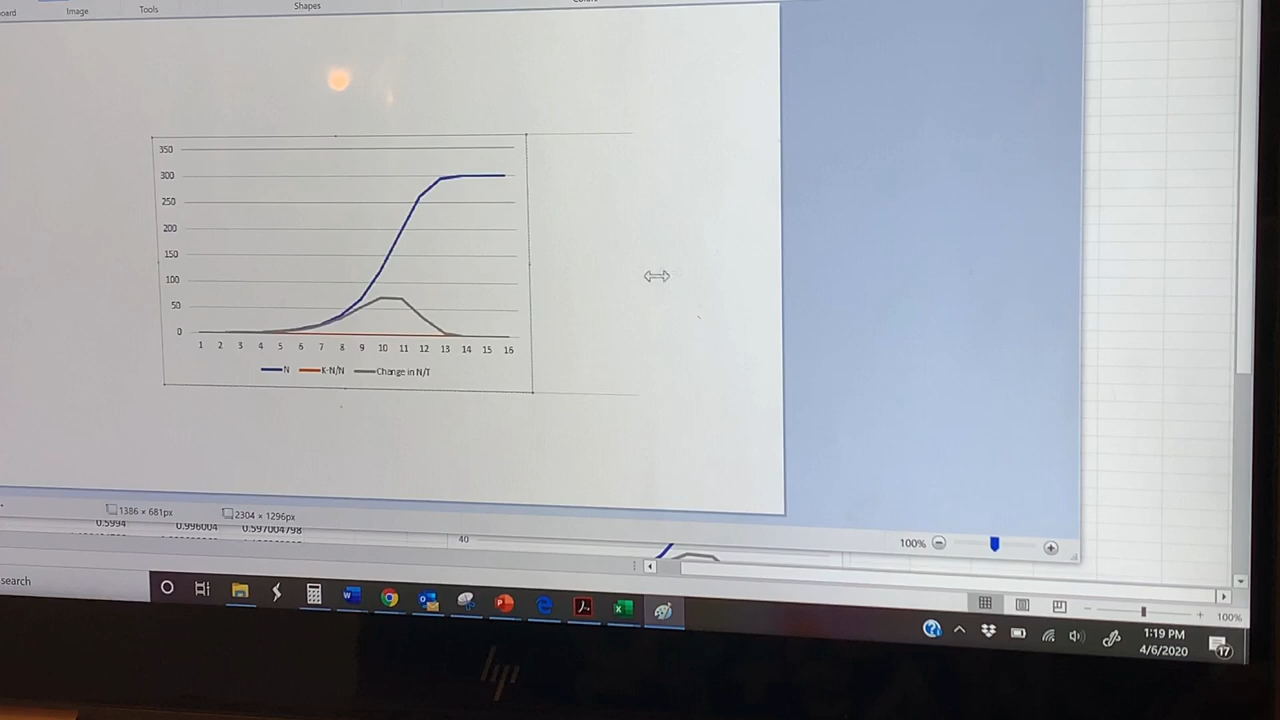 Image
Tools
Shapes
350
300
250
200
150
100
50
0
1 2 3 4 5 6 7 8 9 10 11 12 13 14 15 16
N K-N/N Change in N/T
1386 × 681px 2304 × 1296px
0.5994 0.996004 0.597004798
40
100%
search
100%
1:19 PM
4/6/2020
17
hp